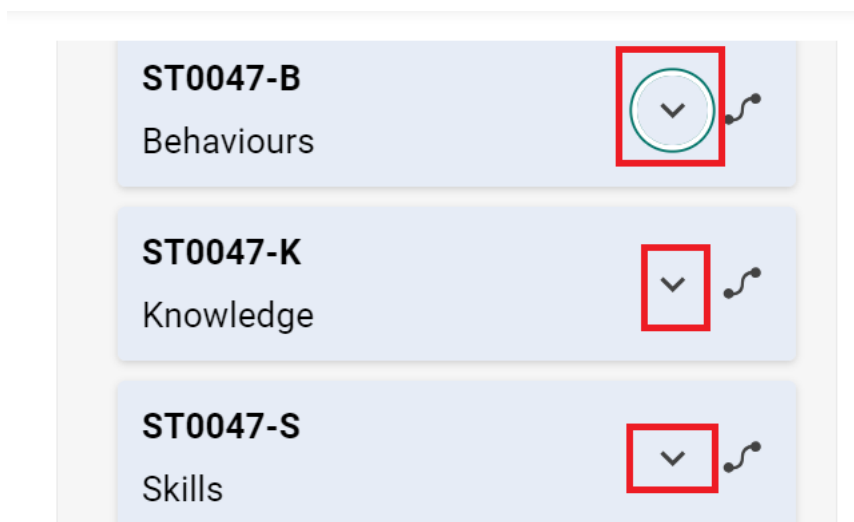 ST0047-B
Behaviours
ST0047-K
Knowledge
ST0047-S
Skills